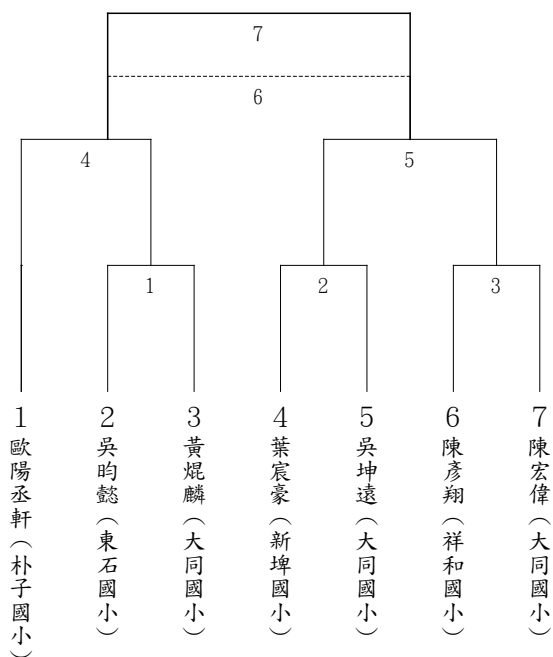 7
6
4
5
1
2
3
1 歐陽丞軒(朴子國小)
2 吳昀懿(東石國小)
3 黃焜麟(大同國小)
4 葉宸豪(新埤國小)
5 吳坤遠(大同國小)
6 陳彥翔(祥和國小)
7 陳宏偉(大同國小)